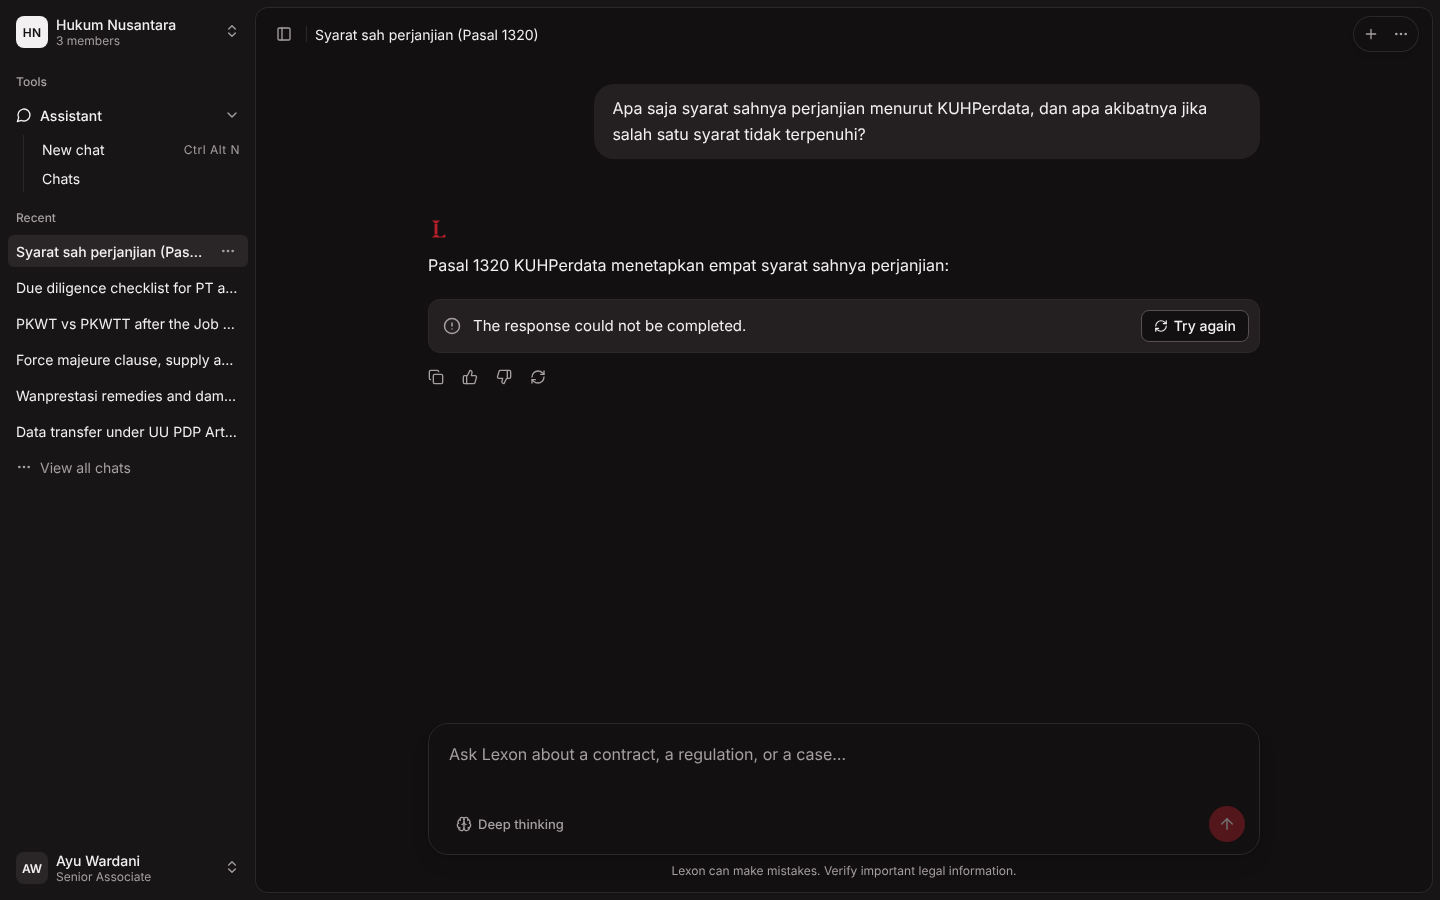 HN
Hukum Nusantara
3 members
Tools
Assistant
New chat Ctrl Alt N
Chats
Recent
Syarat sah perjanjian (Pas...
Due diligence checklist for PT a...
PKWT vs PKWTT after the Job ...
Force majeure clause, supply a...
Wanprestasi remedies and dam...
Data transfer under UU PDP Art...
View all chats
AW
Ayu Wardani
Senior Associate
Syarat sah perjanjian (Pasal 1320)
Apa saja syarat sahnya perjanjian menurut KUHPerdata, dan apa akibatnya jika
salah satu syarat tidak terpenuhi?
L
Pasal 1320 KUHPerdata menetapkan empat syarat sahnya perjanjian:
The response could not be completed.
Try again
Ask Lexon about a contract, a regulation, or a case...
Deep thinking
Lexon can make mistakes. Verify important legal information.